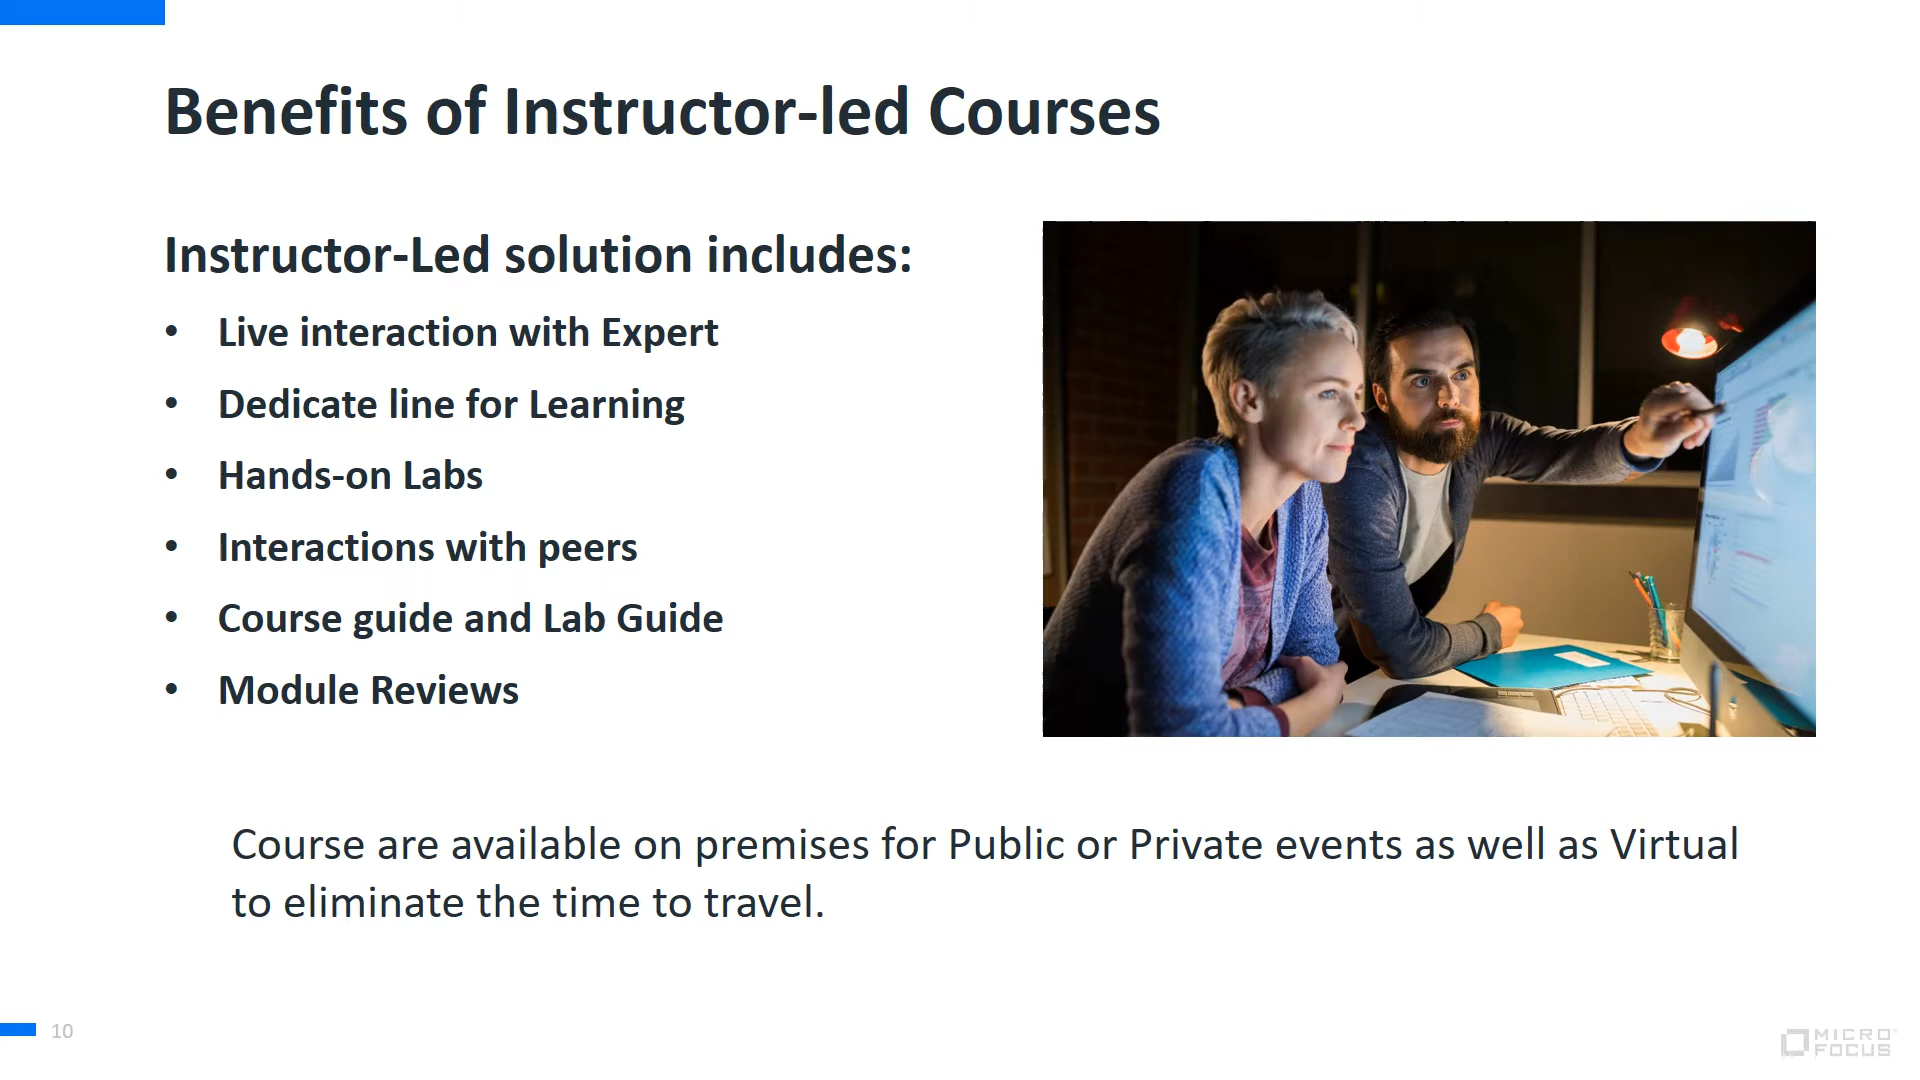 Benefits of Instructor-led Courses
Instructor-Led solution includes:
• Live interaction with Expert
• Dedicate line for Learning
• Hands-on Labs
• Interactions with peers
• Course guide and Lab Guide
• Module Reviews
Course are available on premises for Public or Private events as well as Virtual
to eliminate the time to travel.
10
MICRO
FOCUS